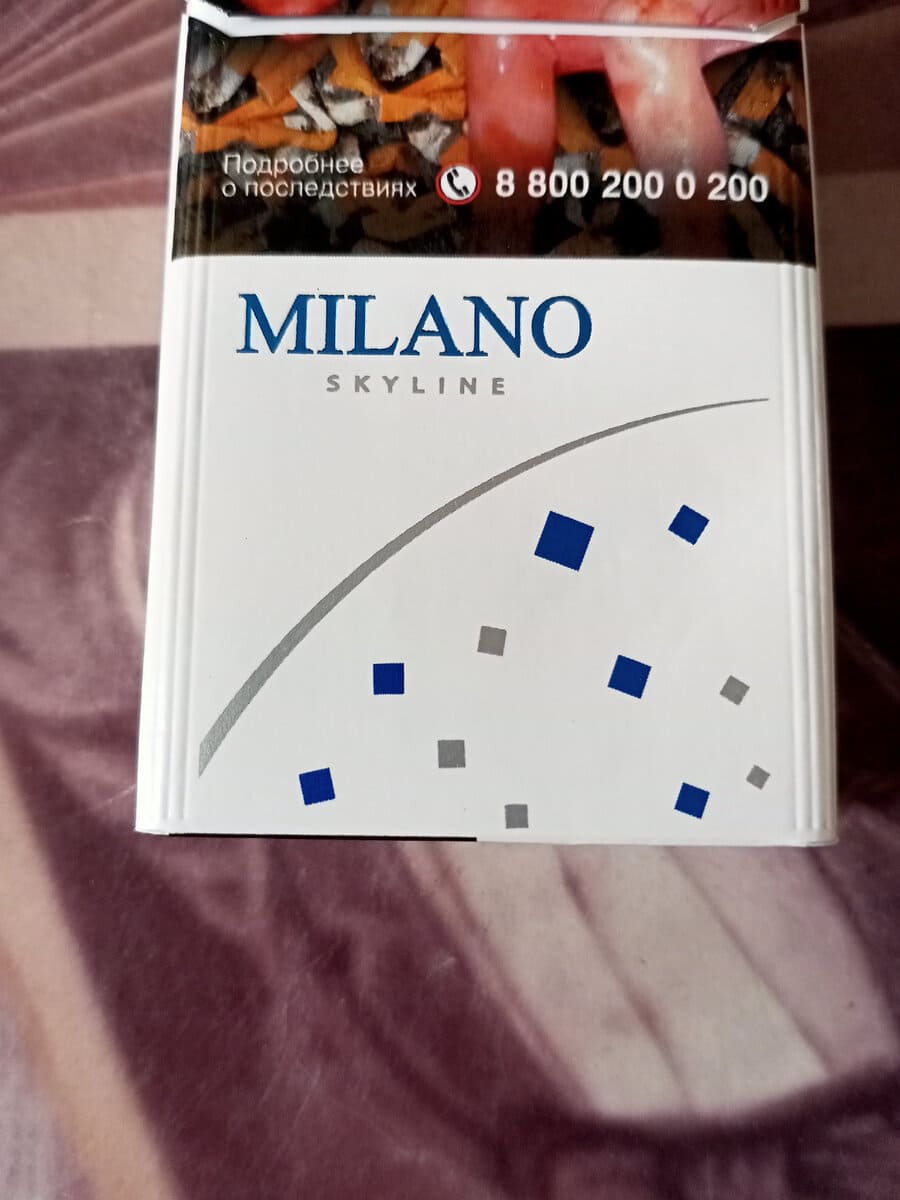 Подробнее
о последствиях
8 800 200 0 200
MILANO
SKYLINE